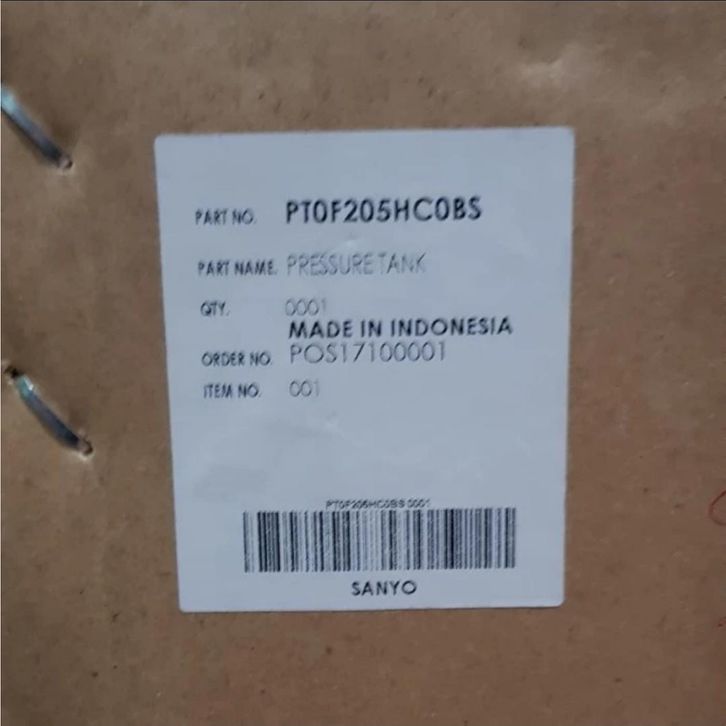 PART NO. PT0F205HC0BS
PART NAME. PRESSURE TANK
QTY. 0001
MADE IN INDONESIA
ORDER NO. POS17100001
ITEM NO. 001
PT0F205HC0BS 0001
SANYO